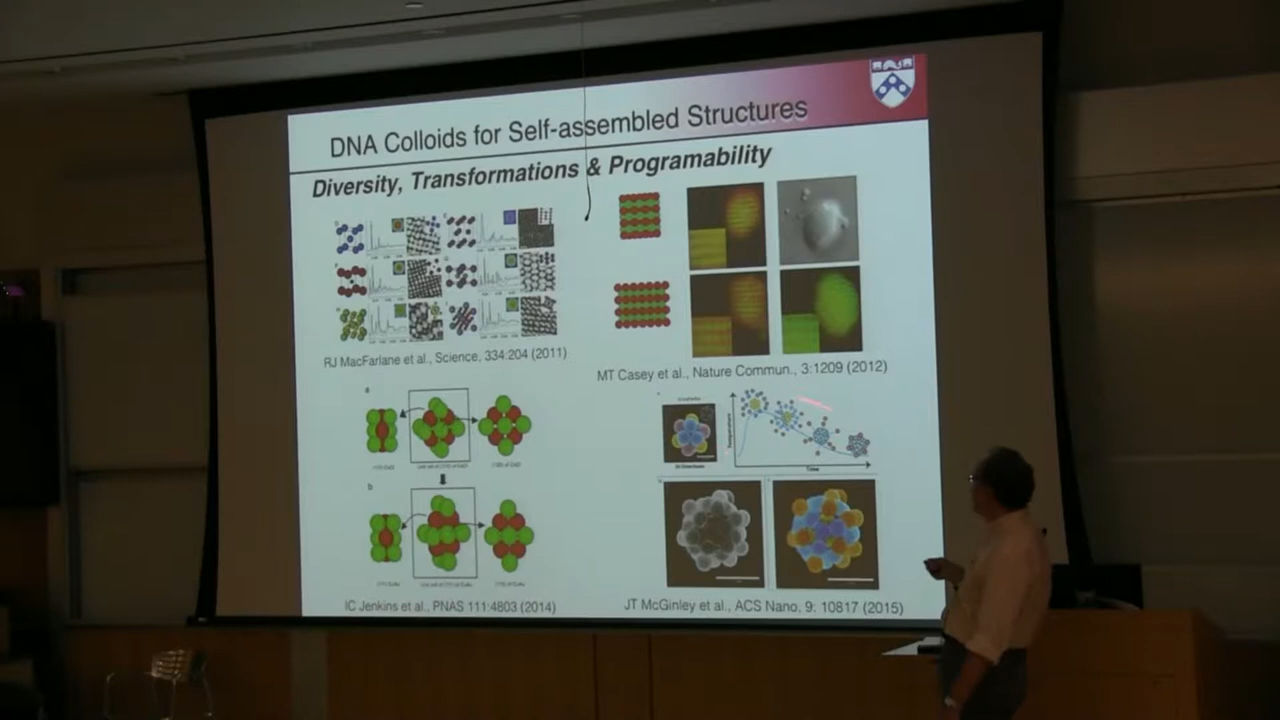 DNA Colloids for Self-assembled Structures
Diversity, Transformations & Programability
RJ MacFarlane et al., Science, 334:204 (2011)
MT Casey et al., Nature Commun., 3:1209 (2012)
a
b
Temperature
Time
IC Jenkins et al., PNAS 111:4803 (2014)
JT McGinley et al., ACS Nano, 9: 10817 (2015)